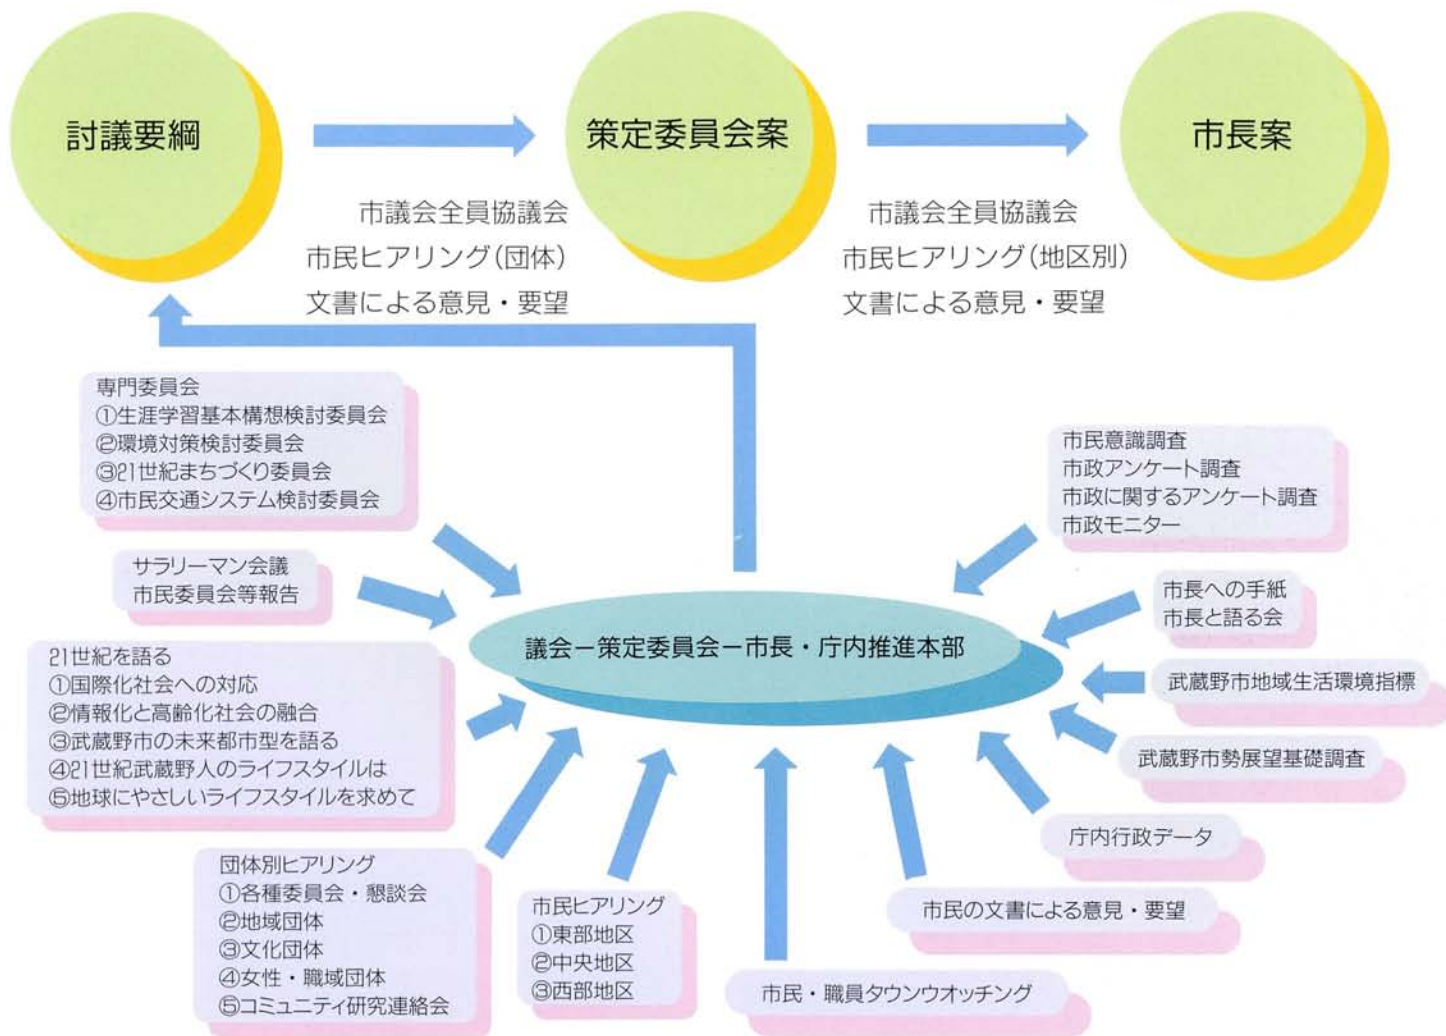 討議要綱
策定委員会案
市長案
市議会全員協議会
市民ヒアリング(団体)
文書による意見・要望
市議会全員協議会
市民ヒアリング(地区別)
文書による意見・要望
専門委員会
①生涯学習基本構想検討委員会
②環境対策検討委員会
③21世紀まちづくり委員会
④市民交通システム検討委員会
市民意識調査
市政アンケート調査
市政に関するアンケート調査
市政モニター
サラリーマン会議
市民委員会等報告
市長への手紙
市長と語る会
議会ー策定委員会ー市長・庁内推進本部
21世紀を語る
①国際化社会への対応
②情報化と高齢化社会の融合
③武蔵野市の未来都市型を語る
④21世紀武蔵野人のライフスタイルは
⑤地球にやさしいライフスタイルを求めて
武蔵野市地域生活環境指標
武蔵野市勢展望基礎調査
庁内行政データ
団体別ヒアリング
①各種委員会・懇談会
②地域団体
③文化団体
④女性・職域団体
⑤コミュニティ研究連絡会
市民ヒアリング
①東部地区
②中央地区
③西部地区
市民の文書による意見・要望
市民・職員タウンウオッチング